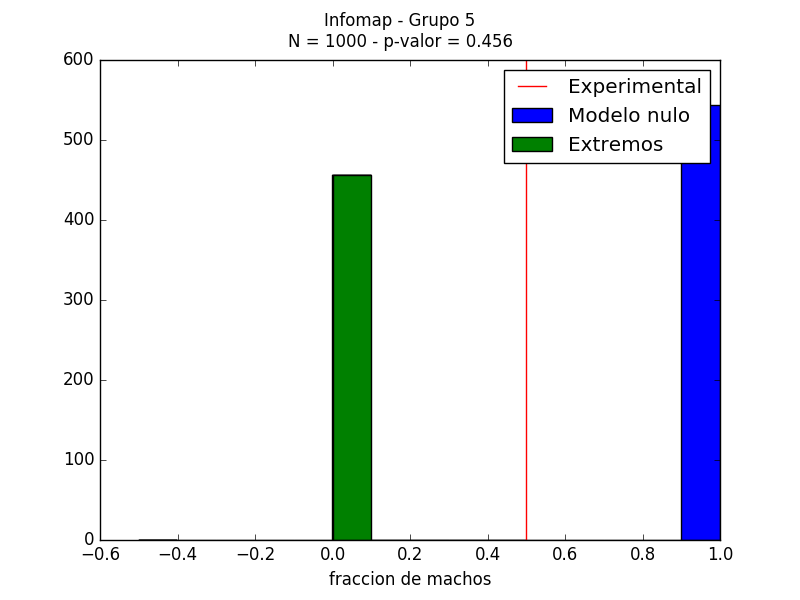 Infomap - Grupo 5
N = 1000 - p-valor = 0.456
600
500
400
300
200
100
0
Experimental
Modelo nulo
Extremos
−0.6 −0.4 −0.2 0.0 0.2 0.4 0.6 0.8 1.0
fraccion de machos